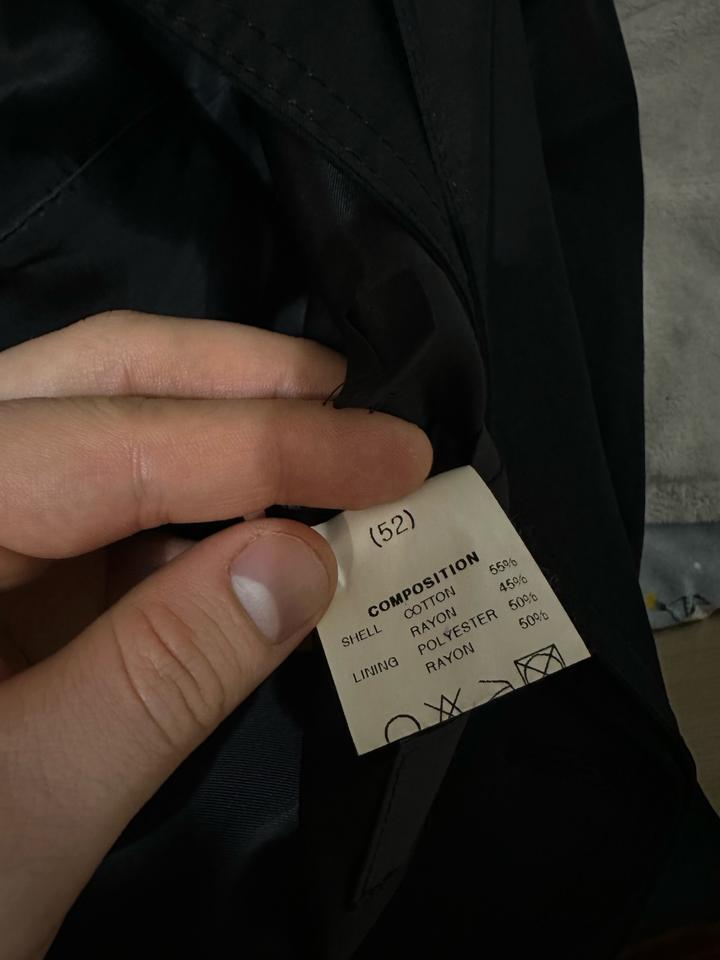 (52)
COMPOSITION
SHELL COTTON 55%
RAYON 45%
LINING POLYESTER 50%
RAYON 50%